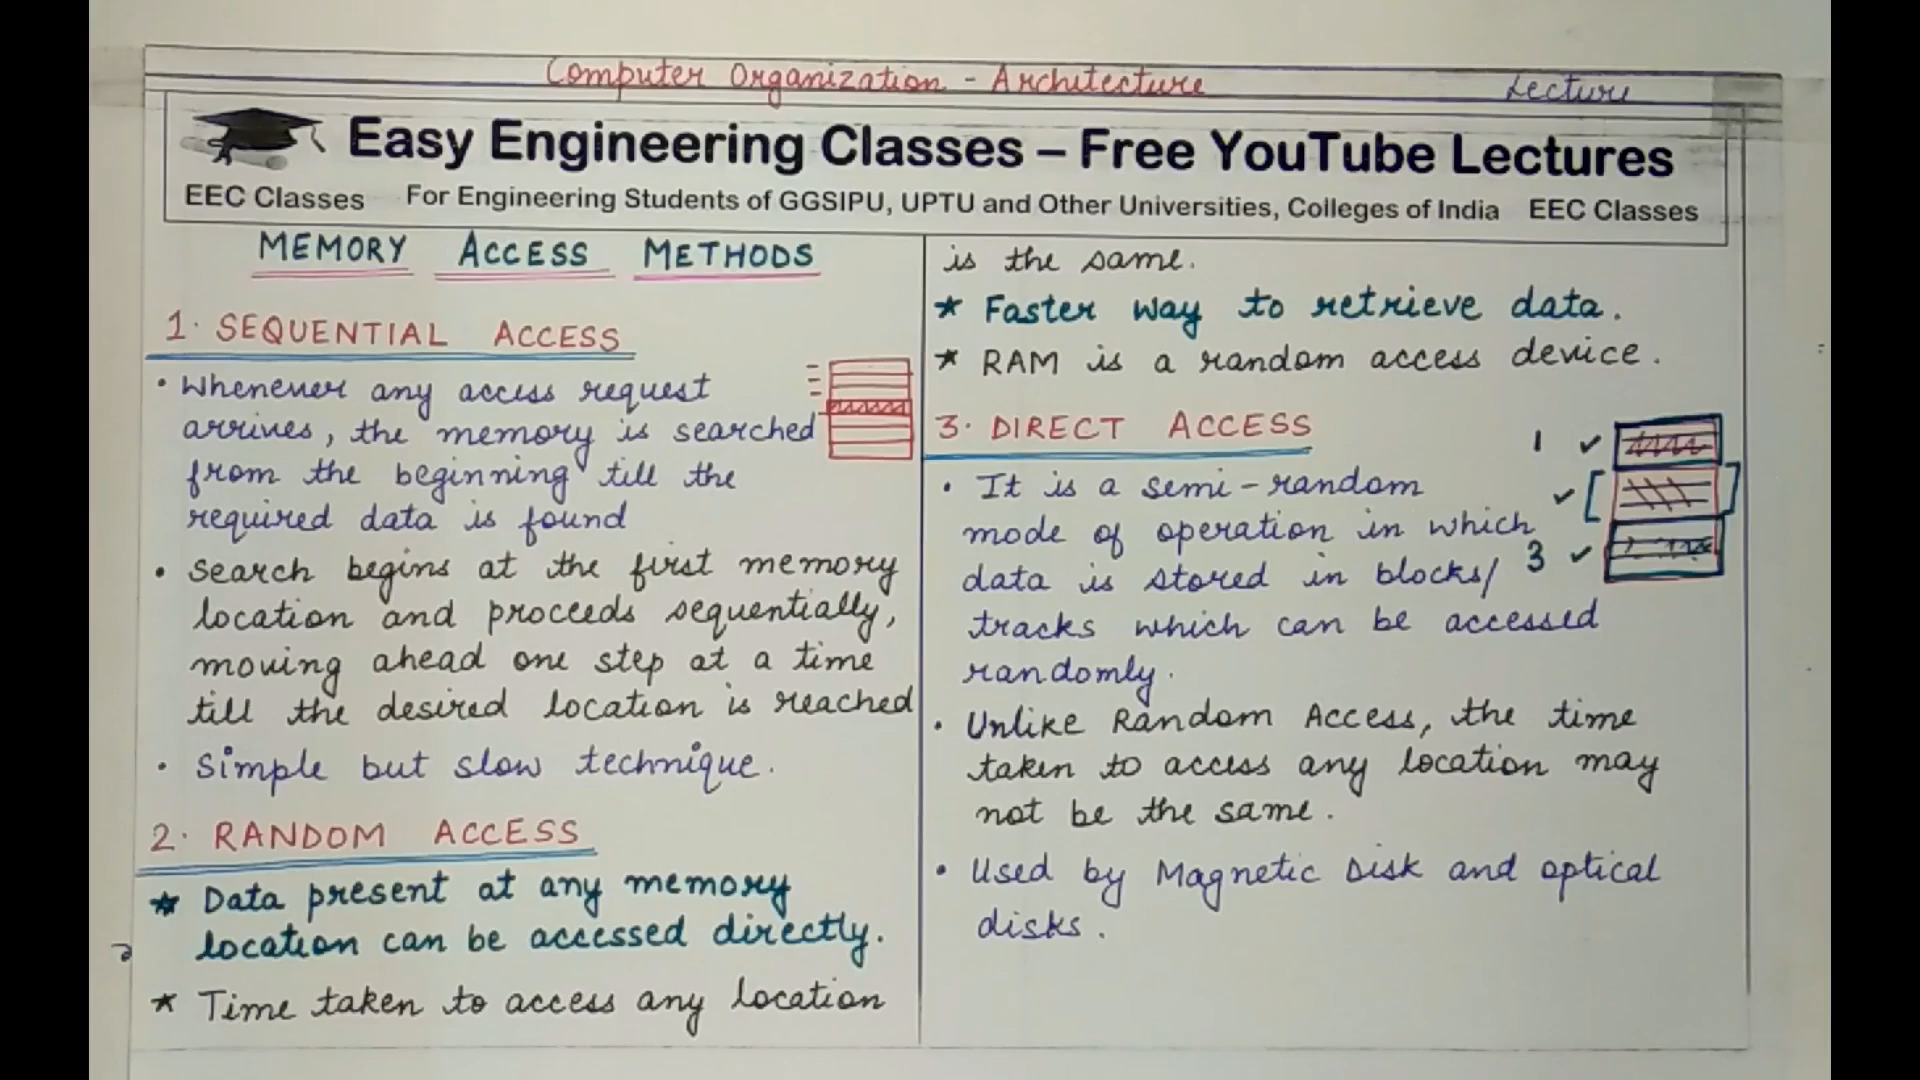 Computer Organization - Architecture Lecture
Easy Engineering Classes – Free YouTube Lectures
EEC Classes For Engineering Students of GGSIPU, UPTU and Other Universities, Colleges of India EEC Classes
MEMORY ACCESS METHODS
1. SEQUENTIAL ACCESS
• Whenever any access request
arrives, the memory is searched
from the beginning till the
required data is found
• Search begins at the first memory
location and proceeds sequentially,
moving ahead one step at a time
till the desired location is reached
• Simple but slow technique.
2. RANDOM ACCESS
* Data present at any memory
location can be accessed directly.
* Time taken to access any location
is the same.
* Faster way to retrieve data.
* RAM is a random access device.
3. DIRECT ACCESS
1
• It is a semi-random
mode of operation in which
3
data is stored in blocks/
tracks which can be accessed
randomly.
• Unlike Random Access, the time
taken to access any location may
not be the same.
• Used by Magnetic Disk and optical
disks.